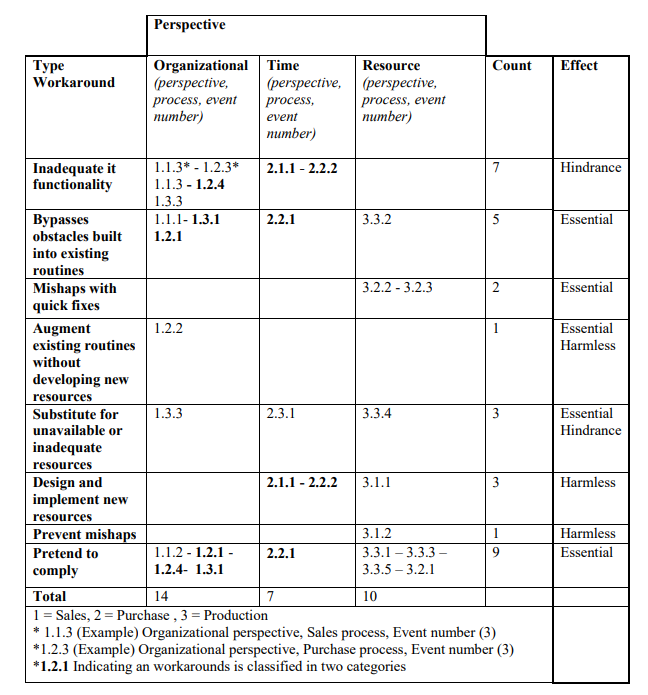 Perspective
Type Workaround | Organizational (perspective, process, event number) | Time (perspective, process, event number) | Resource (perspective, process, event number) | Count | Effect
Inadequate it functionality | 1.1.3* - 1.2.3* 1.1.3 - 1.2.4 1.3.3 | 2.1.1 - 2.2.2 | | 7 | Hindrance
Bypasses obstacles built into existing routines | 1.1.1- 1.3.1 1.2.1 | 2.2.1 | 3.3.2 | 5 | Essential
Mishaps with quick fixes | | | 3.2.2 - 3.2.3 | 2 | Essential
Augment existing routines without developing new resources | 1.2.2 | | | 1 | Essential Harmless
Substitute for unavailable or inadequate resources | 1.3.3 | 2.3.1 | 3.3.4 | 3 | Essential Hindrance
Design and implement new resources | | 2.1.1 - 2.2.2 | 3.1.1 | 3 | Harmless
Prevent mishaps | | | 3.1.2 | 1 | Harmless
Pretend to comply | 1.1.2 - 1.2.1 - 1.2.4- 1.3.1 | 2.2.1 | 3.3.1 – 3.3.3 – 3.3.5 – 3.2.1 | 9 | Essential
Total | 14 | 7 | 10
1 = Sales, 2 = Purchase , 3 = Production
* 1.1.3 (Example) Organizational perspective, Sales process, Event number (3)
*1.2.3 (Example) Organizational perspective, Purchase process, Event number (3)
*1.2.1 Indicating an workarounds is classified in two categories